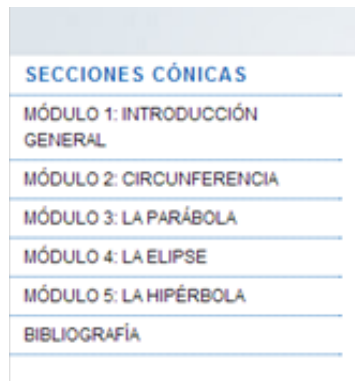 SECCIONES CÓNICAS
MÓDULO 1: INTRODUCCIÓN
GENERAL
MÓDULO 2: CIRCUNFERENCIA
MÓDULO 3: LA PARÁBOLA
MÓDULO 4: LA ELIPSE
MÓDULO 5: LA HIPÉRBOLA
BIBLIOGRAFÍA